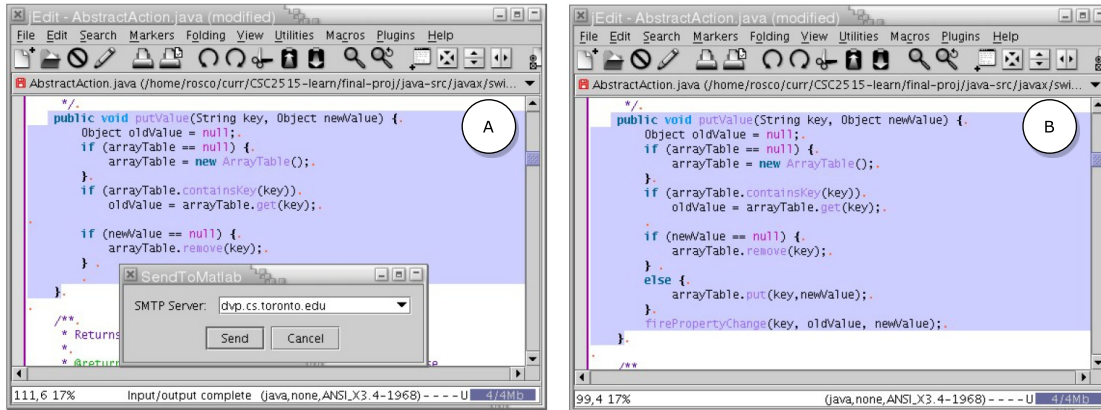 jEdit - AbstractAction.java (modified)
File Edit Search Markers Folding View Utilities Macros Plugins Help
AbstractAction.java (/home/rosco/curr/CSC2515-learn/final-proj/java-src/javax/swi...
*/.
public void putValue(String key, Object newValue) {.
Object oldValue = null;.
if (arrayTable == null) {.
arrayTable = new ArrayTable();.
}.
if (arrayTable.containsKey(key)).
oldValue = arrayTable.get(key);.
.
if (newValue == null) {.
arrayTable.remove(key);.
} .
.
}.
.
/**.
* Returns
*.
* @return
A
SendToMatlab
SMTP Server: dvp.cs.toronto.edu
Send Cancel
111,6 17% Input/output complete (java,none,ANSI_X3.4-1968) - - - - U 4/4Mb
jEdit - AbstractAction.java (modified)
File Edit Search Markers Folding View Utilities Macros Plugins Help
AbstractAction.java (/home/rosco/curr/CSC2515-learn/final-proj/java-src/javax/swi...
*/.
public void putValue(String key, Object newValue) {.
Object oldValue = null;.
if (arrayTable == null) {.
arrayTable = new ArrayTable();.
}.
if (arrayTable.containsKey(key)).
oldValue = arrayTable.get(key);.
.
if (newValue == null) {.
arrayTable.remove(key);.
} .
else {.
arrayTable.put(key,newValue);.
}.
firePropertyChange(key, oldValue, newValue);.
}.
.
/**
B
99,4 17% (java,none,ANSI_X3.4-1968) - - - - U 4/4Mb